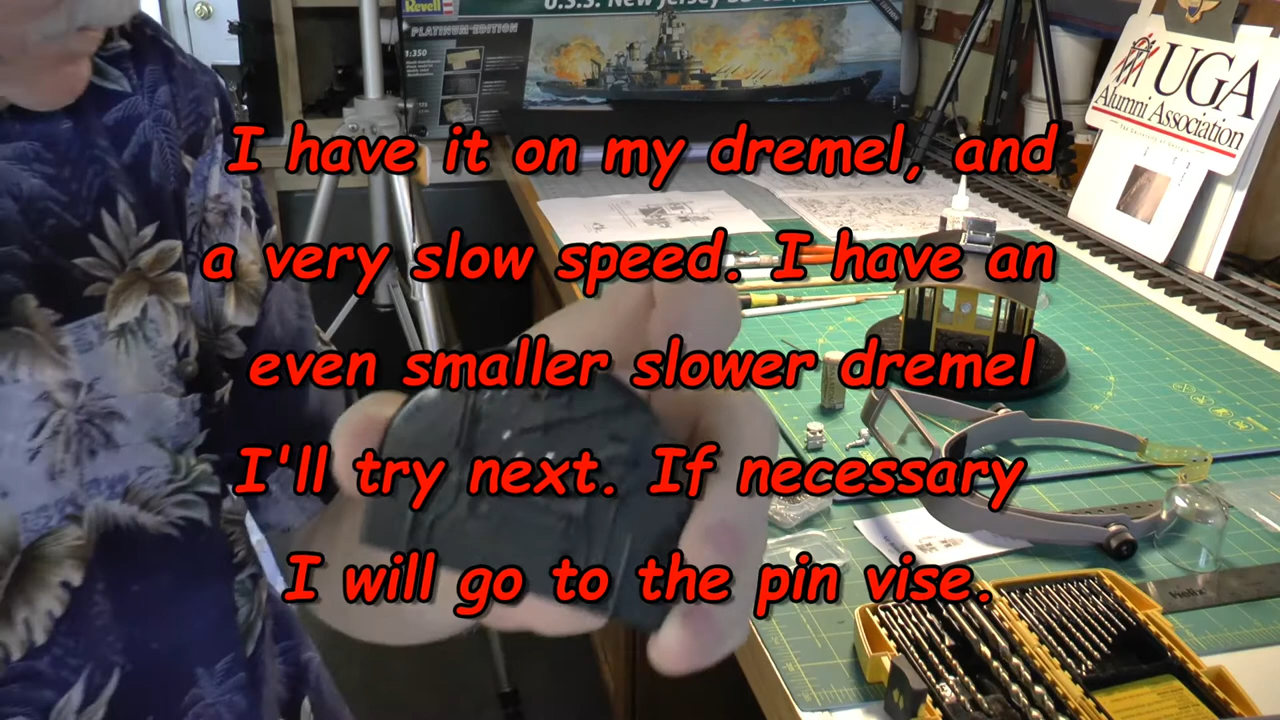 Revell
U.S.S. New Jersey
PLATINUM EDITION
1:350
UGA
Alumni Association
I have it on my dremel, and
a very slow speed. I have an
even smaller slower dremel
I'll try next. If necessary
I will go to the pin vise.
helix